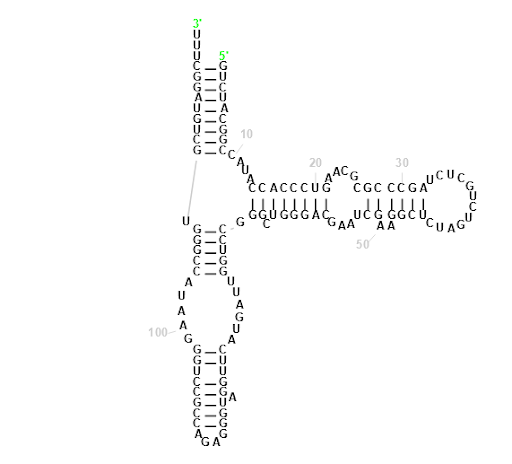 3'
U
U
U
5'
C G
G U
G C
A U
U A
G C
U G
C G
G C
10
C A U A
20
30
C C A C C C U G A A C G C G C C C G A U C U C G U C U G A U C U
50
U
G
C C
C U
G G
G G
A U U A G U A
U A A G
100
C U U G G A U G G G
G G U C C G C C A
G A